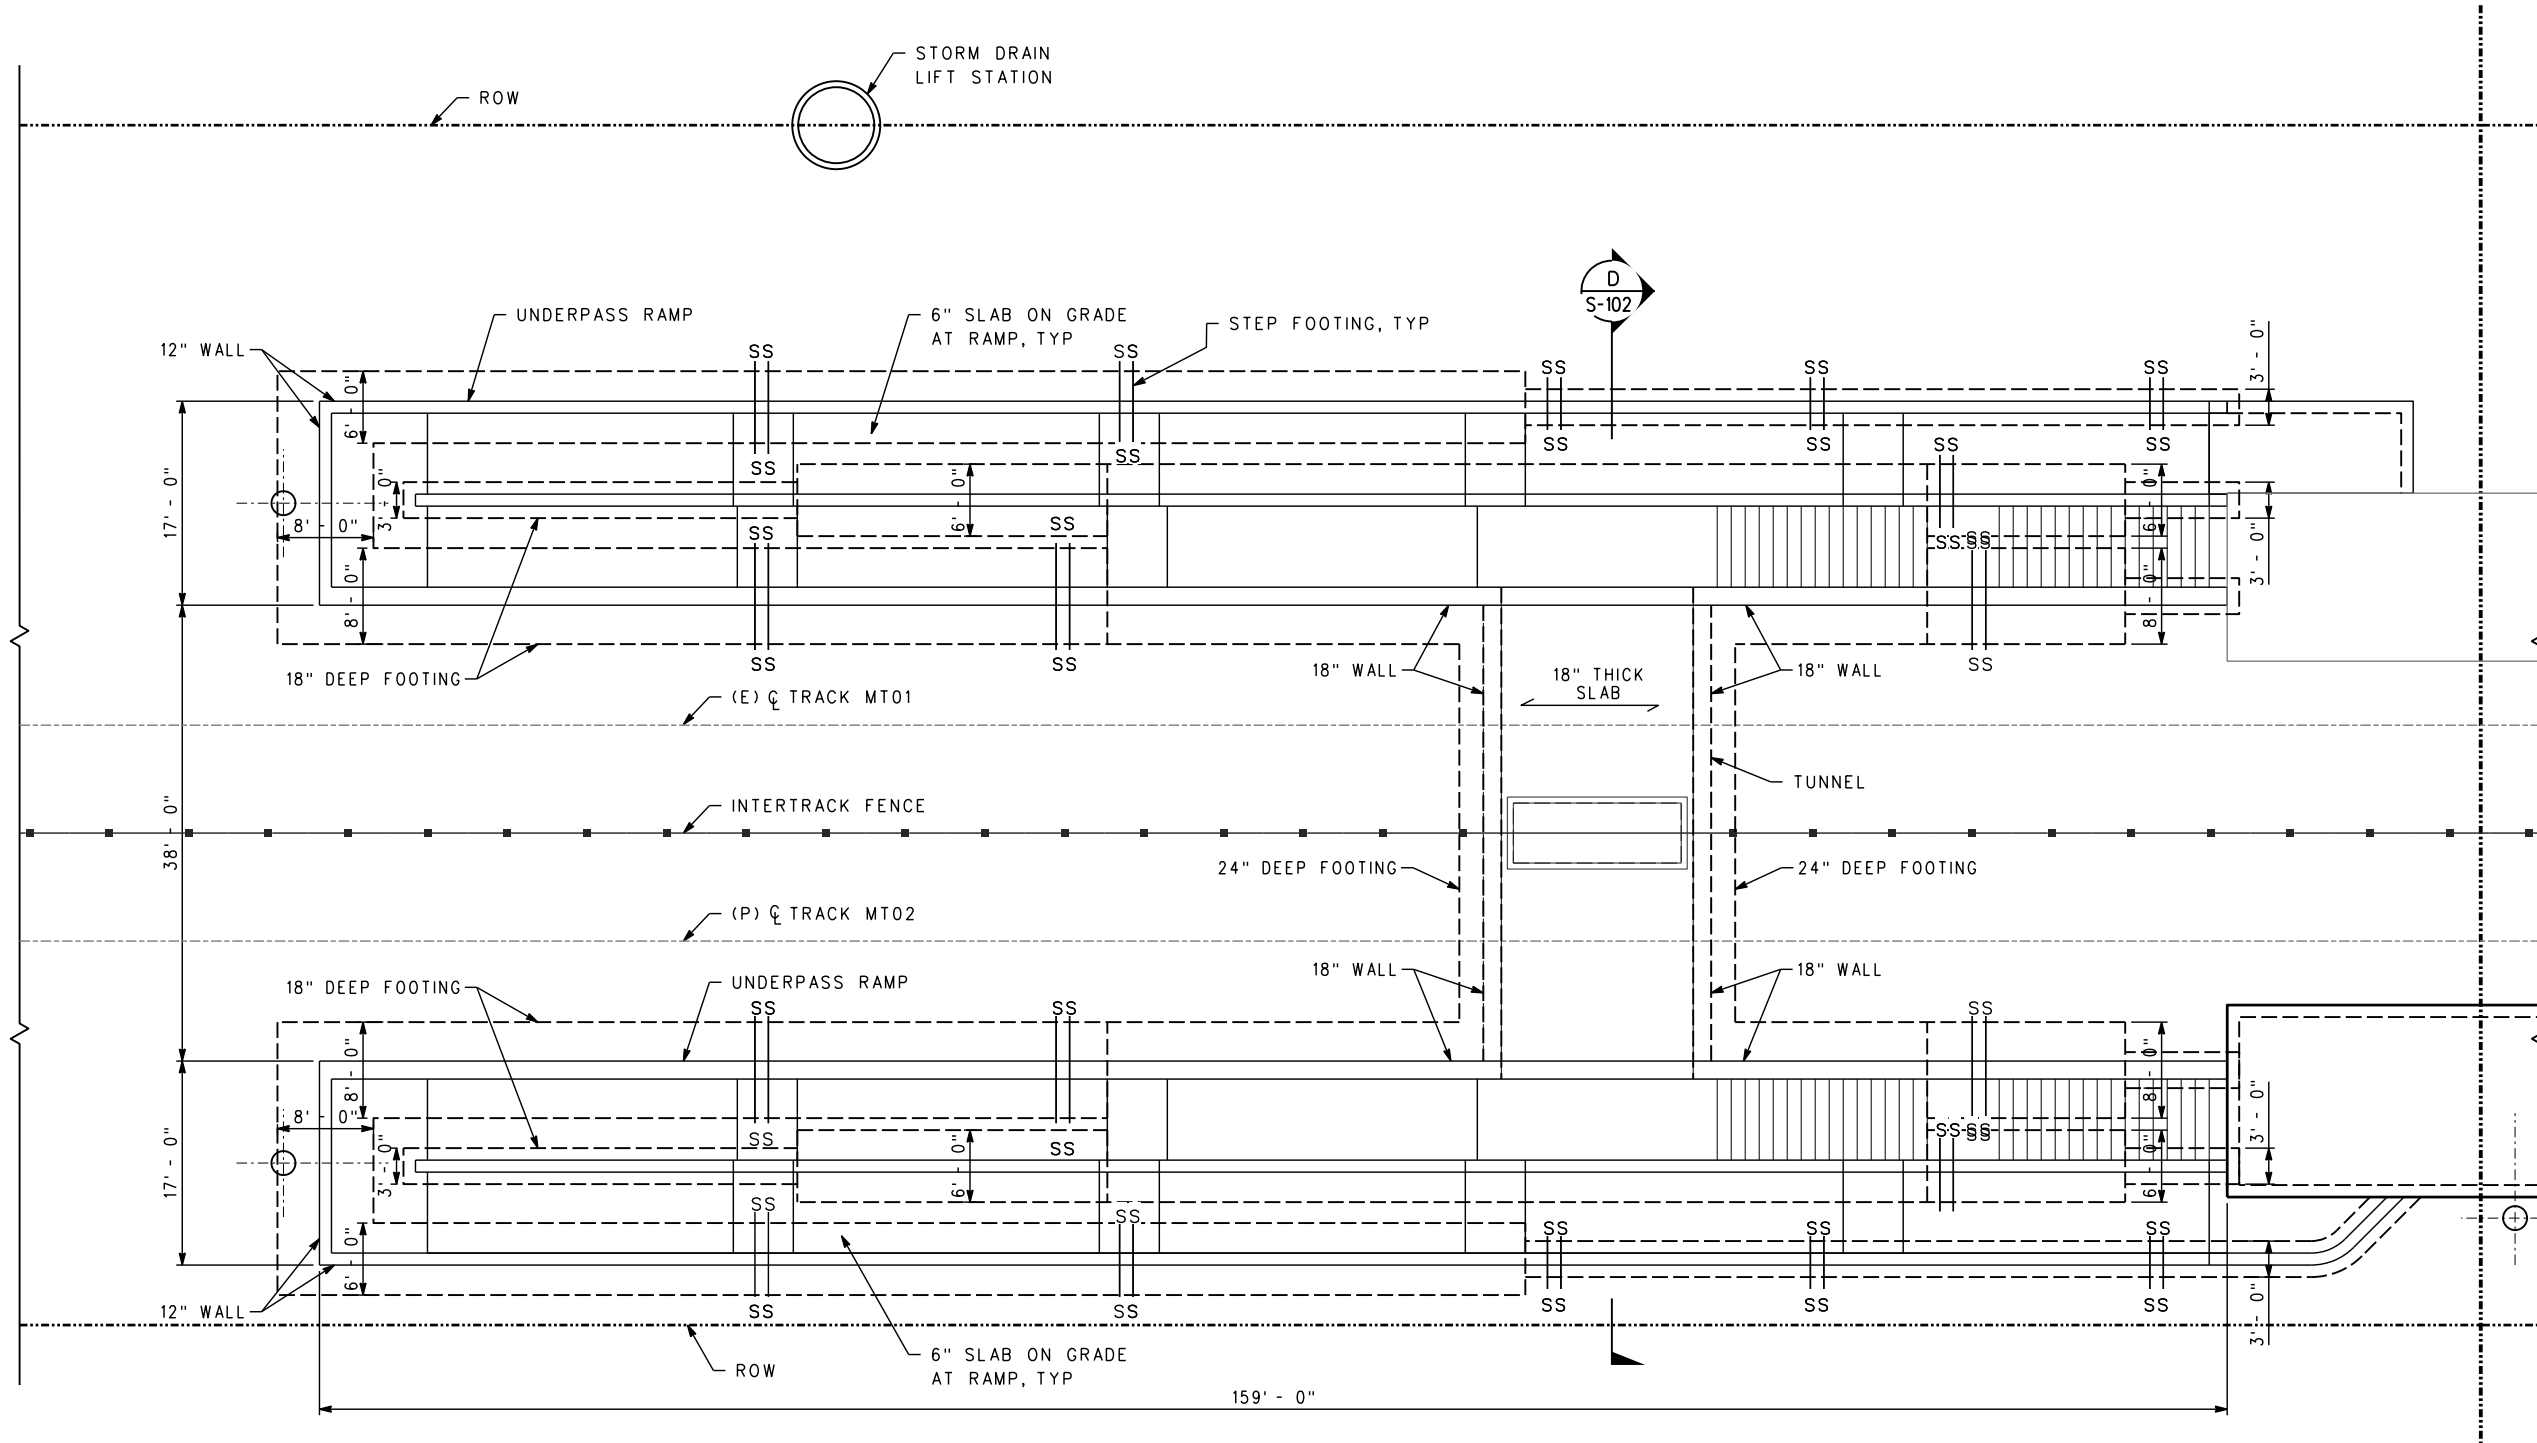 STORM DRAIN
LIFT STATION
ROW
D
S-102
UNDERPASS RAMP
6" SLAB ON GRADE
AT RAMP, TYP
STEP FOOTING, TYP
12" WALL
SS
SS
SS
SS
SS
3' - 0"
6' - 0"
SS
SS
SS
SS
SS
SS
17' - 0"
3' - 0"
6' - 0"
6' - 0"
8' - 0"
SS
SS
SS
SS
3' - 0"
8' - 0"
8' - 0"
SS
SS
SS
18" DEEP FOOTING
18" WALL
18" THICK
SLAB
18" WALL
(E) ℄ TRACK MT01
TUNNEL
INTERTRACK FENCE
38' - 0"
24" DEEP FOOTING
24" DEEP FOOTING
(P) ℄ TRACK MT02
18" WALL
18" WALL
18" DEEP FOOTING
UNDERPASS RAMP
SS
SS
SS
8' - 0"
8' - 0"
8' - 0"
3' - 0"
SS
SS
SS
SS
17' - 0"
3' - 0"
6' - 0"
6' - 0"
SS
SS
SS
SS
SS
6' - 0"
12" WALL
SS
SS
SS
SS
SS
3' - 0"
6" SLAB ON GRADE
AT RAMP, TYP
ROW
159' - 0"